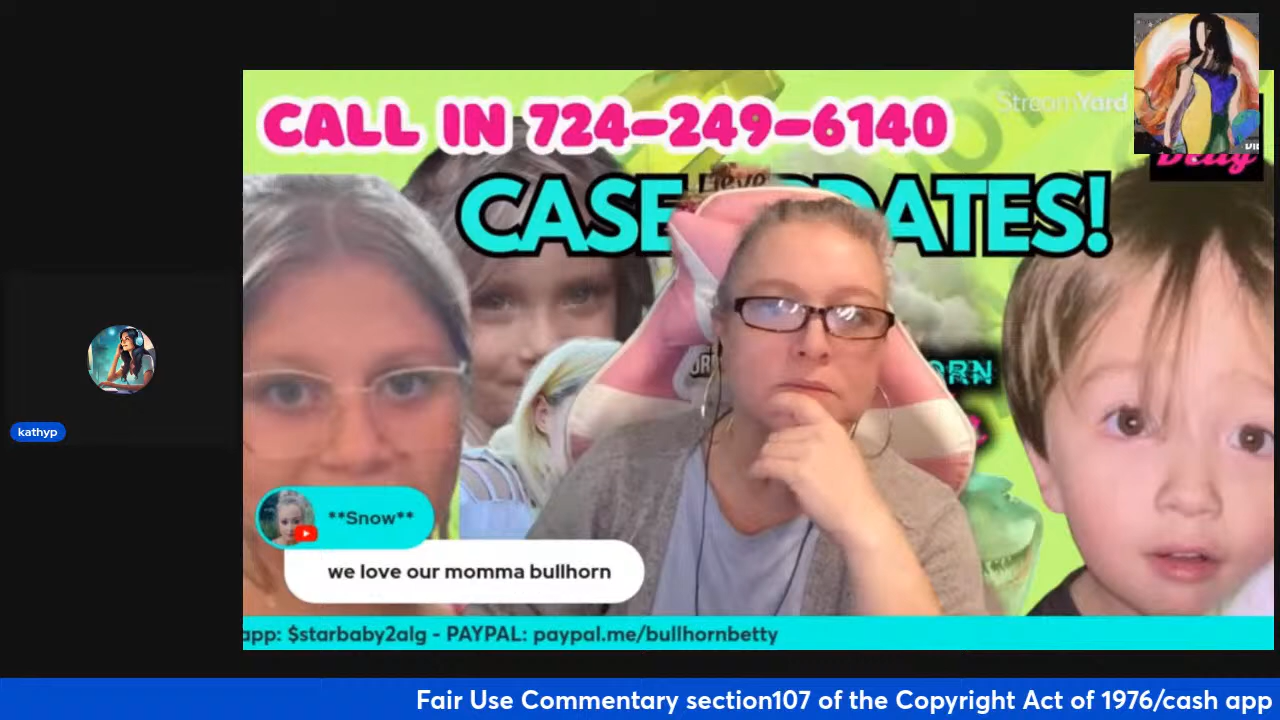 CALL IN 724-249-6140
StreamYard
CASE
DATES!
kathyp
**Snow**
we love our momma bullhorn
app: $starbaby2alg - PAYPAL: paypal.me/bullhornbetty
Fair Use Commentary section107 of the Copyright Act of 1976/cash app